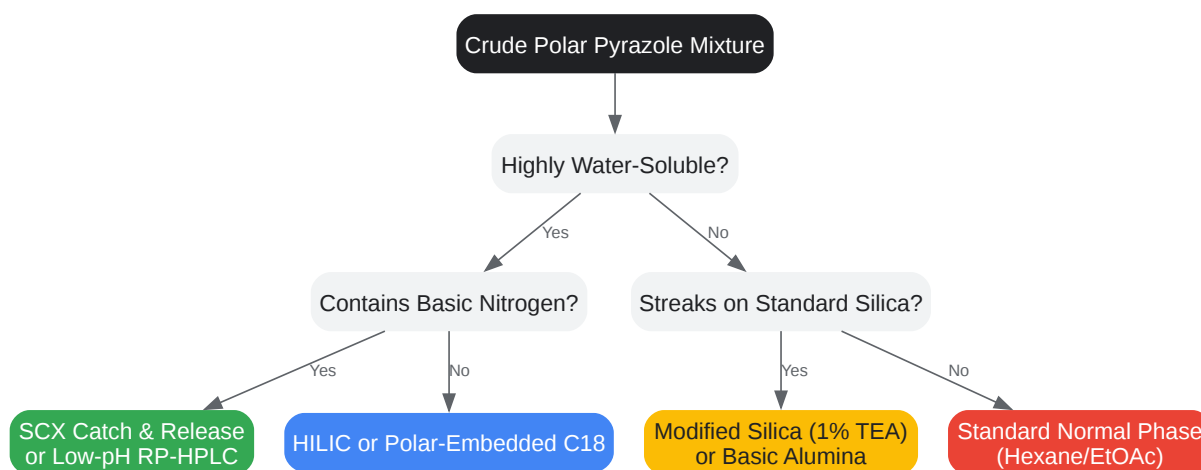 Crude Polar Pyrazole Mixture
Highly Water-Soluble?
Yes
No
Contains Basic Nitrogen?
Streaks on Standard Silica?
Yes
No
Yes
No
SCX Catch & Release
or Low-pH RP-HPLC
HILIC or Polar-Embedded C18
Modified Silica (1% TEA)
or Basic Alumina
Standard Normal Phase
(Hexane/EtOAc)